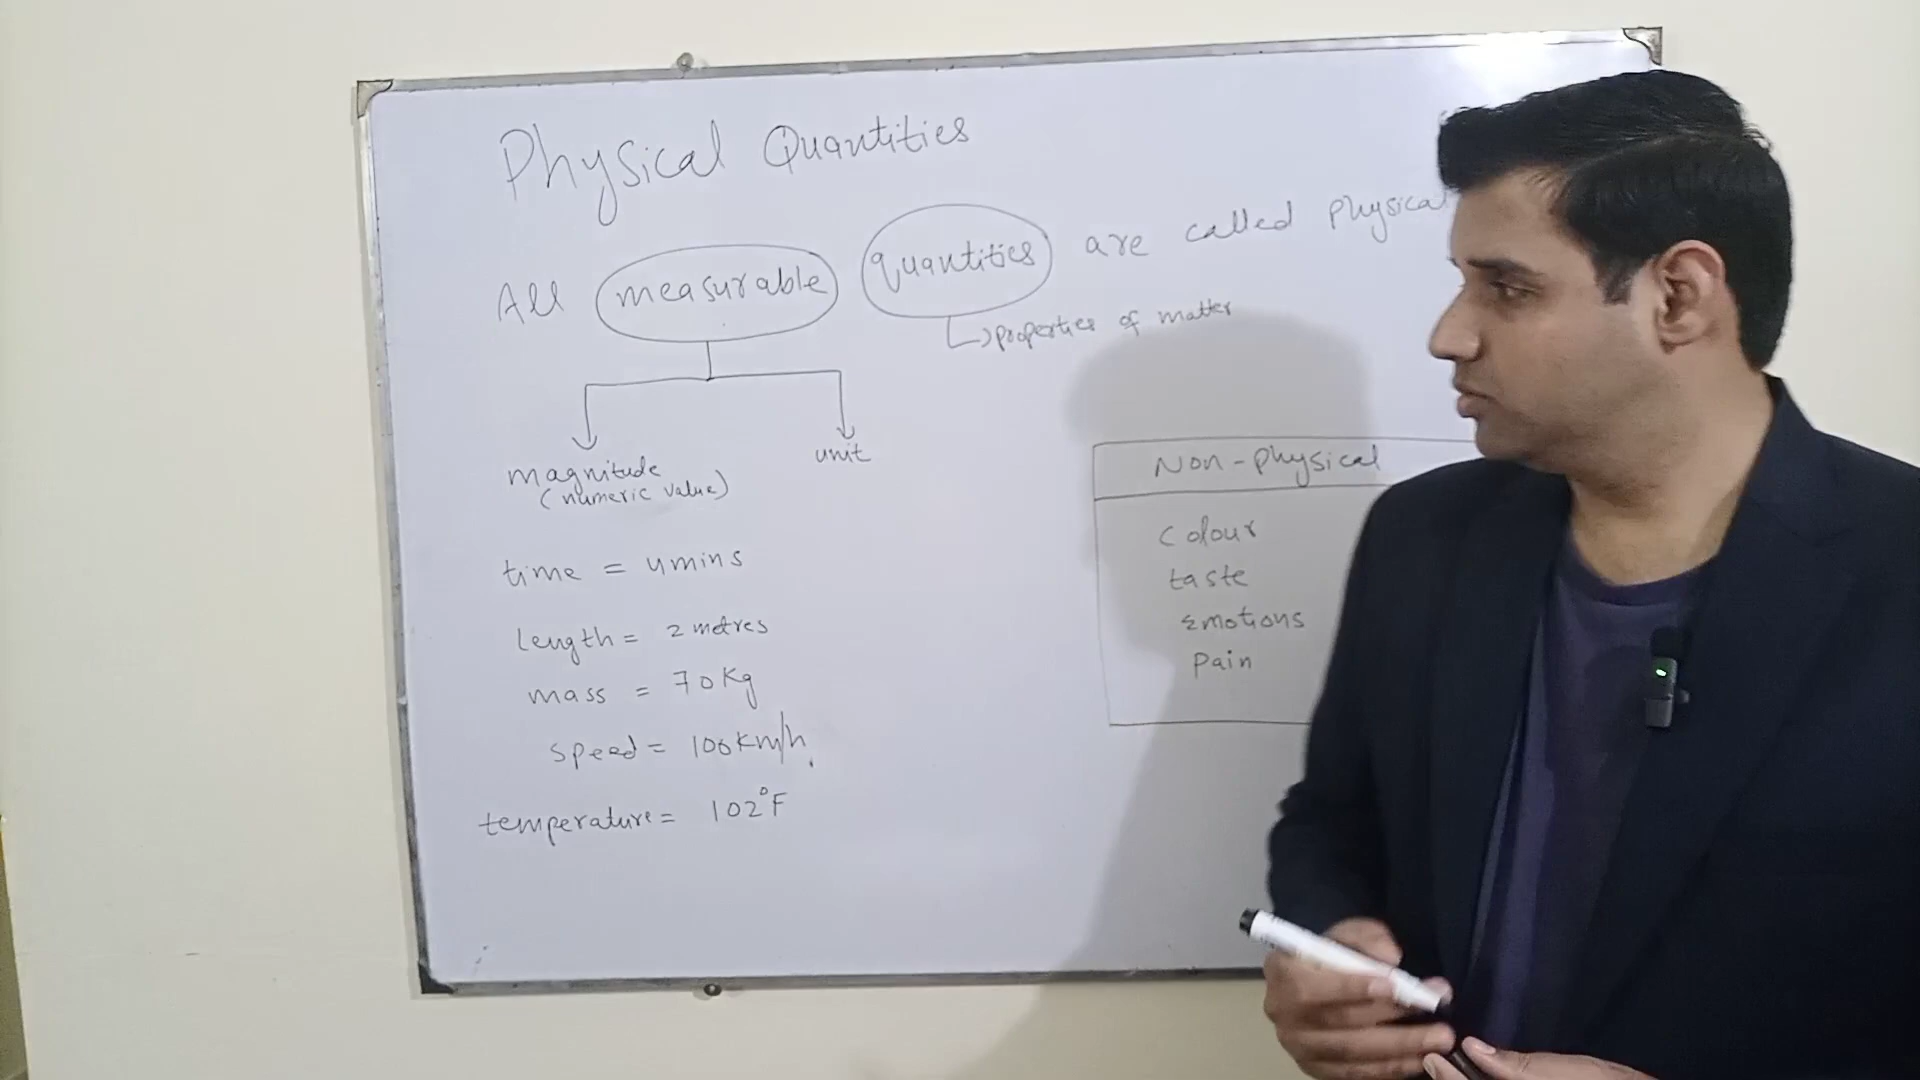 Physical Quantities
All measurable quantities are called physical
properties of matter
magnitude
(numeric value)
unit
time = 4mins
length = 2 metres
mass = 70Kg
speed = 100Km/h
temperature = 102°F
Non-physical
Colour
taste
Emotions
Pain